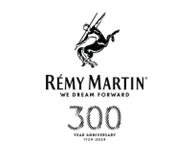 RÉMY MARTIN®
WE DREAM FORWARD
300
YEAR ANNIVERSARY
1724-2024